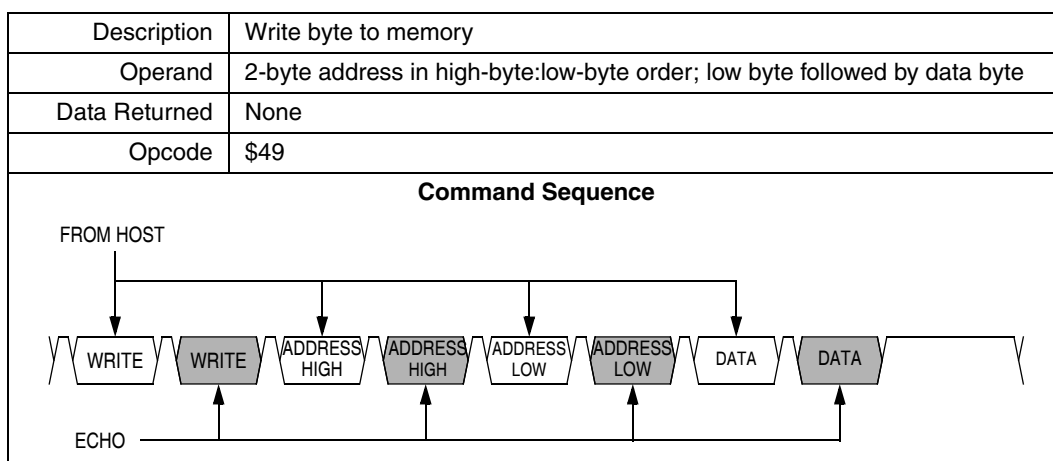 Description Write byte to memory
Operand 2-byte address in high-byte:low-byte order; low byte followed by data byte
Data Returned None
Opcode $49
Command Sequence
FROM HOST
WRITE WRITE ADDRESS HIGH ADDRESS HIGH ADDRESS LOW ADDRESS LOW DATA DATA
ECHO